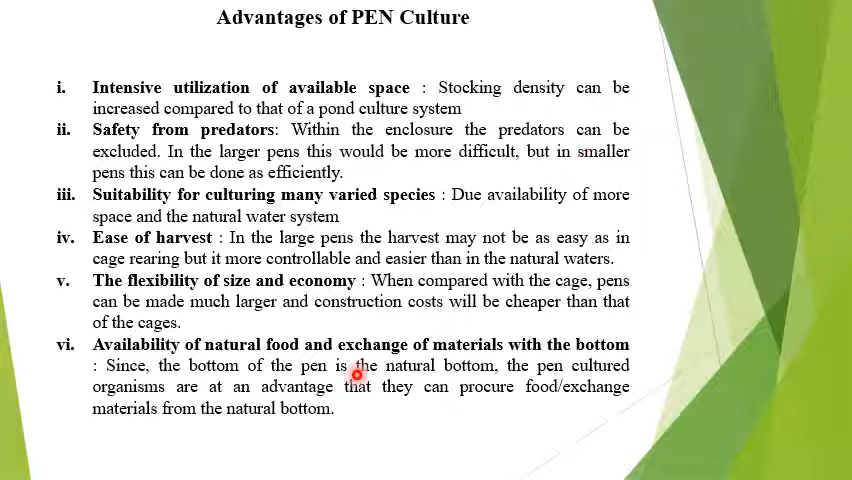 Advantages of PEN Culture
i. Intensive utilization of available space : Stocking density can be
increased compared to that of a pond culture system
ii. Safety from predators: Within the enclosure the predators can be
excluded. In the larger pens this would be more difficult, but in smaller
pens this can be done as efficiently.
iii. Suitability for culturing many varied species : Due availability of more
space and the natural water system
iv. Ease of harvest : In the large pens the harvest may not be as easy as in
cage rearing but it more controllable and easier than in the natural waters.
v. The flexibility of size and economy : When compared with the cage, pens
can be made much larger and construction costs will be cheaper than that
of the cages.
vi. Availability of natural food and exchange of materials with the bottom
: Since, the bottom of the pen is the natural bottom, the pen cultured
organisms are at an advantage that they can procure food/exchange
materials from the natural bottom.